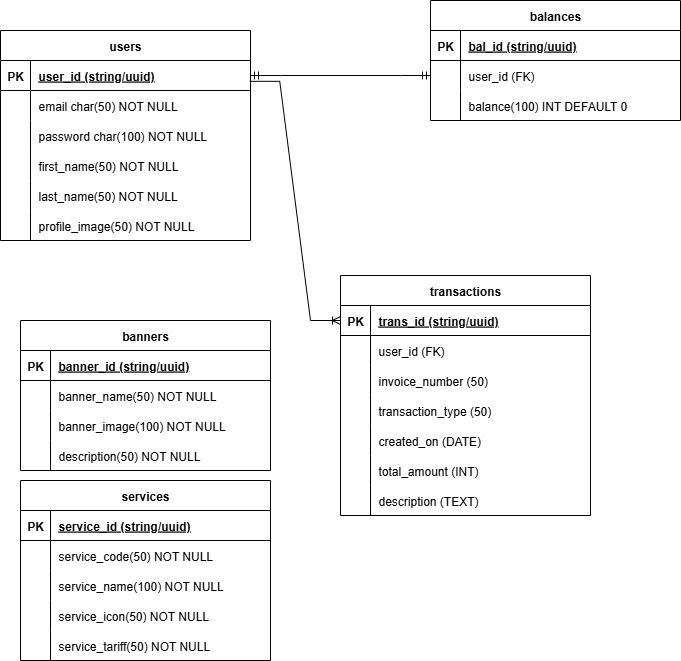 users
PK user_id (string/uuid)
email char(50) NOT NULL
password char(100) NOT NULL
first_name(50) NOT NULL
last_name(50) NOT NULL
profile_image(50) NOT NULL
balances
PK bal_id (string/uuid)
user_id (FK)
balance(100) INT DEFAULT 0
transactions
PK trans_id (string/uuid)
user_id (FK)
invoice_number (50)
transaction_type (50)
created_on (DATE)
total_amount (INT)
description (TEXT)
banners
PK banner_id (string/uuid)
banner_name(50) NOT NULL
banner_image(100) NOT NULL
description(50) NOT NULL
services
PK service_id (string/uuid)
service_code(50) NOT NULL
service_name(100) NOT NULL
service_icon(50) NOT NULL
service_tariff(50) NOT NULL